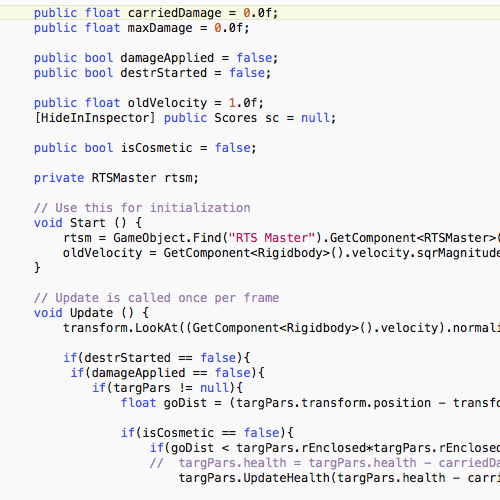 public float carriedDamage = 0.0f;
public float maxDamage = 0.0f;
public bool damageApplied = false;
public bool destrStarted = false;
public float oldVelocity = 1.0f;
[HideInInspector] public Scores sc = null;
public bool isCosmetic = false;
private RTSMaster rtsm;
// Use this for initialization
void Start () {
rtsm = GameObject.Find("RTS Master").GetComponent<RTSMaster>(
oldVelocity = GetComponent<Rigidbody>().velocity.sqrMagnitude
}
// Update is called once per frame
void Update () {
transform.LookAt((GetComponent<Rigidbody>().velocity).normali
if(destrStarted == false){
if(damageApplied == false){
if(targPars != null){
float goDist = (targPars.transform.position - transfo
if(isCosmetic == false){
if(goDist < targPars.rEnclosed*targPars.rEnclosed
// targPars.health = targPars.health - carriedDa
targPars.UpdateHealth(targPars.health - carri